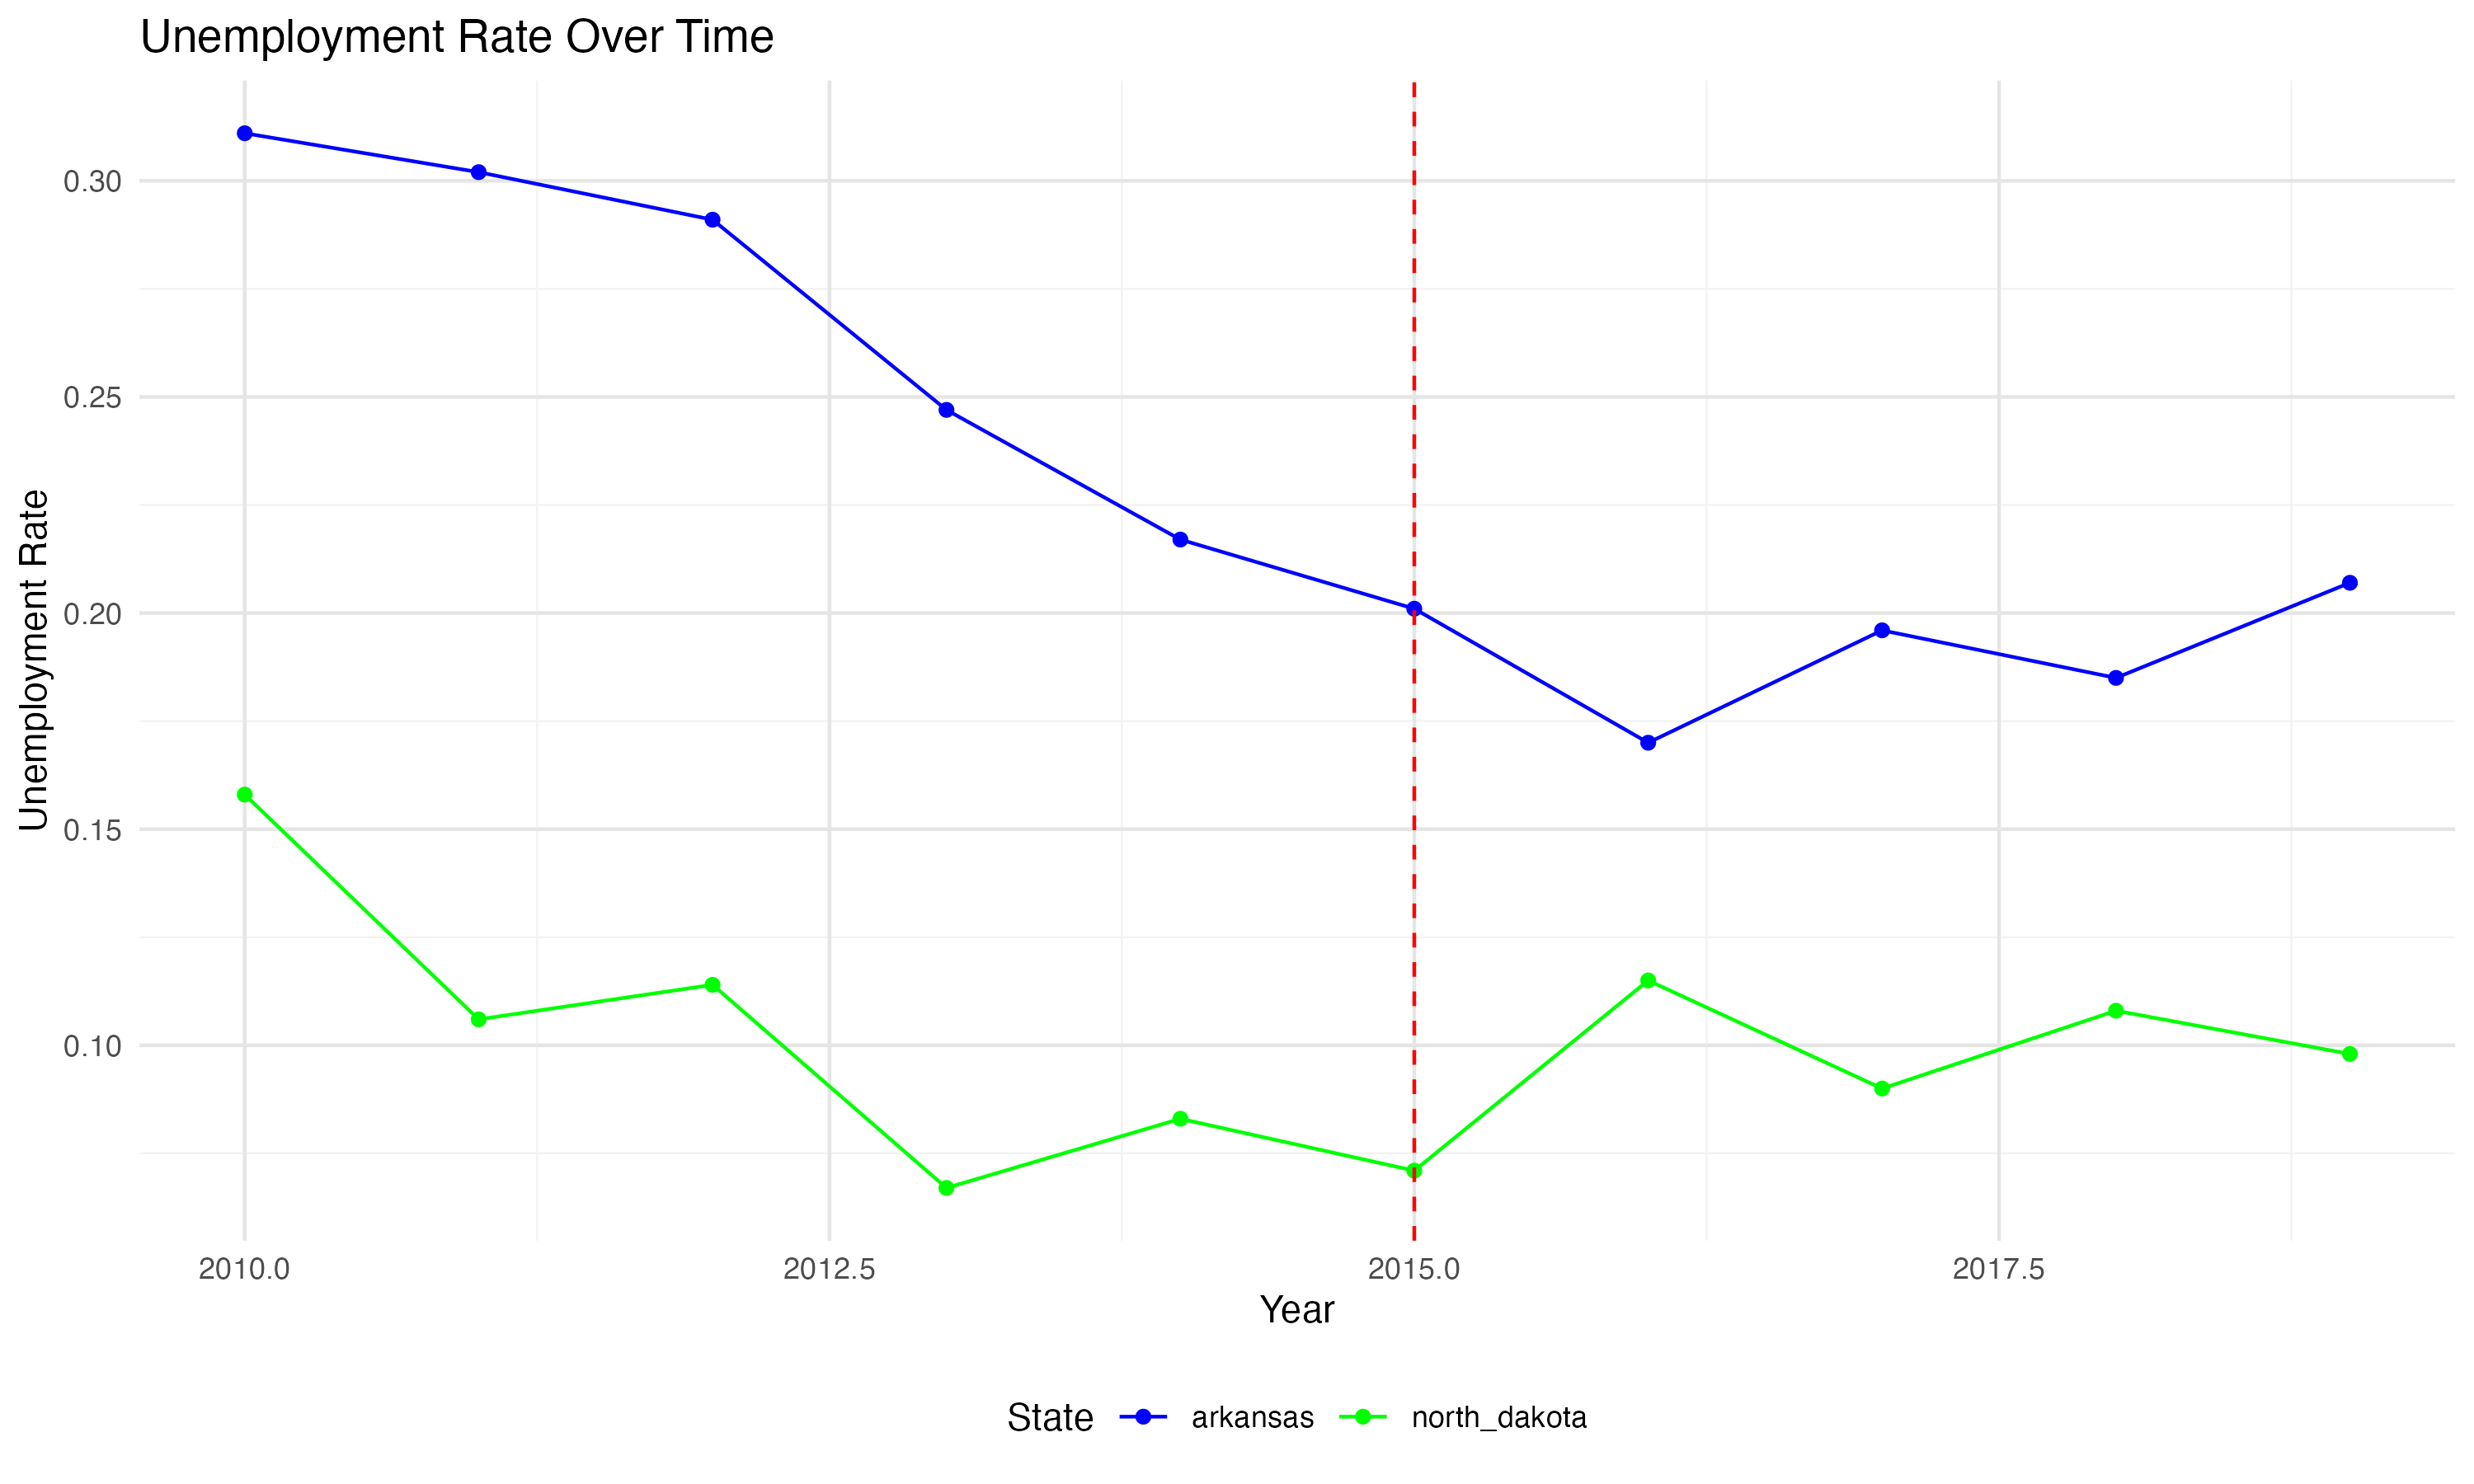 Unemployment Rate Over Time
Unemployment Rate
0.30
0.25
0.20
0.15
0.10
2010.0 2012.5 2015.0 2017.5
Year
State arkansas north_dakota